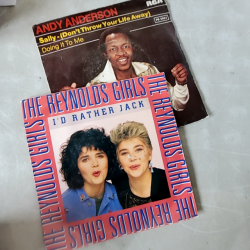 ANDY ANDERSON
RCA
Sally - (Don't Throw Your Life Away)
Doing It To Me
THE REYNOLDS GIRLS
I'D RATHER JACK
THE REYNOLDS GIRLS
THE REYNOLDS GIRLS
THE REYNOLDS GIRLS